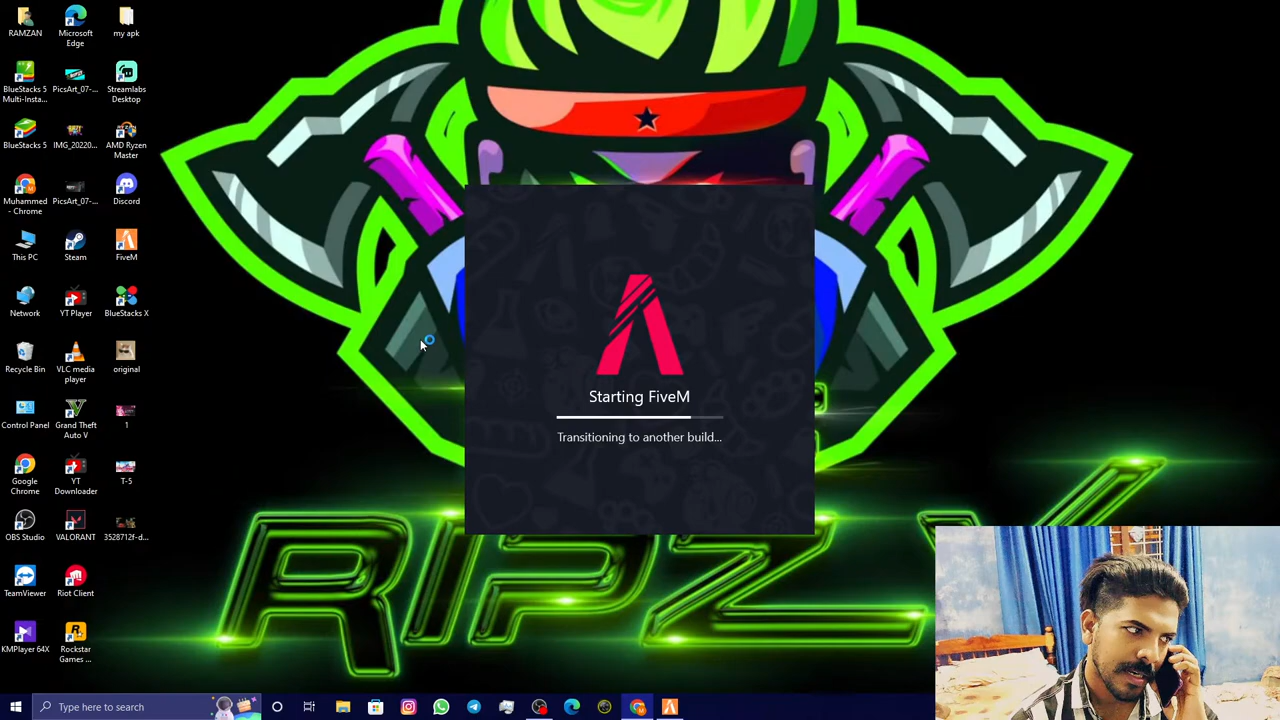 RAMZAN
Microsoft
Edge
my apk
BlueStacks 5
Multi-Insta...
PicsArt_07-...
Streamlabs
Desktop
BlueStacks 5
IMG_20220...
AMD Ryzen
Master
Muhammed
- Chrome
PicsArt_07-...
Discord
This PC
Steam
FiveM
Network
YT Player
BlueStacks X
Recycle Bin
VLC media
player
original
Control Panel
Grand Theft
Auto V
1
Google
Chrome
YT
Downloader
T-5
OBS Studio
VALORANT
3528712f-d...
TeamViewer
Riot Client
KMPlayer 64X
Rockstar
Games ...
Starting FiveM
Transitioning to another build...
RIPZ
Type here to search